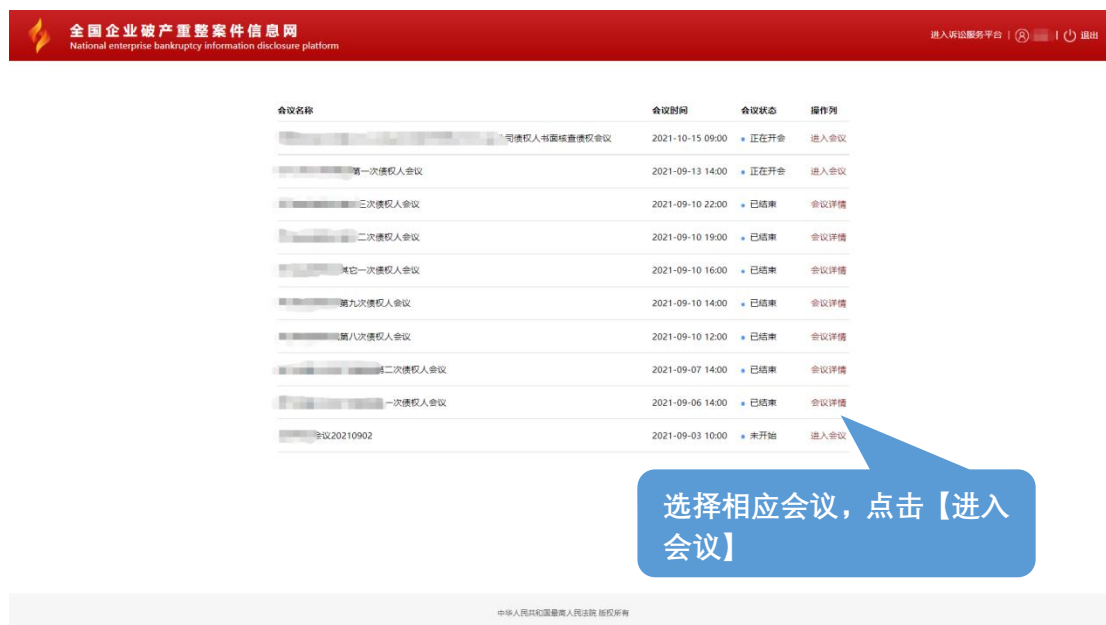 全国企业破产重整案件信息网
National enterprise bankruptcy information disclosure platform
进入诉讼服务平台 | | 退出
会议名称 会议时间 会议状态 操作列
司债权人书面核查债权会议 2021-10-15 09:00 正在开会 进入会议
第一次债权人会议 2021-09-13 14:00 正在开会 进入会议
三次债权人会议 2021-09-10 22:00 已结束 会议详情
二次债权人会议 2021-09-10 19:00 已结束 会议详情
其它一次债权人会议 2021-09-10 16:00 已结束 会议详情
第九次债权人会议 2021-09-10 14:00 已结束 会议详情
第八次债权人会议 2021-09-10 12:00 已结束 会议详情
第二次债权人会议 2021-09-07 14:00 已结束 会议详情
一次债权人会议 2021-09-06 14:00 已结束 会议详情
会议20210902 2021-09-03 10:00 未开始 进入会议
选择相应会议，点击【进入
会议】
中华人民共和国最高人民法院 版权所有